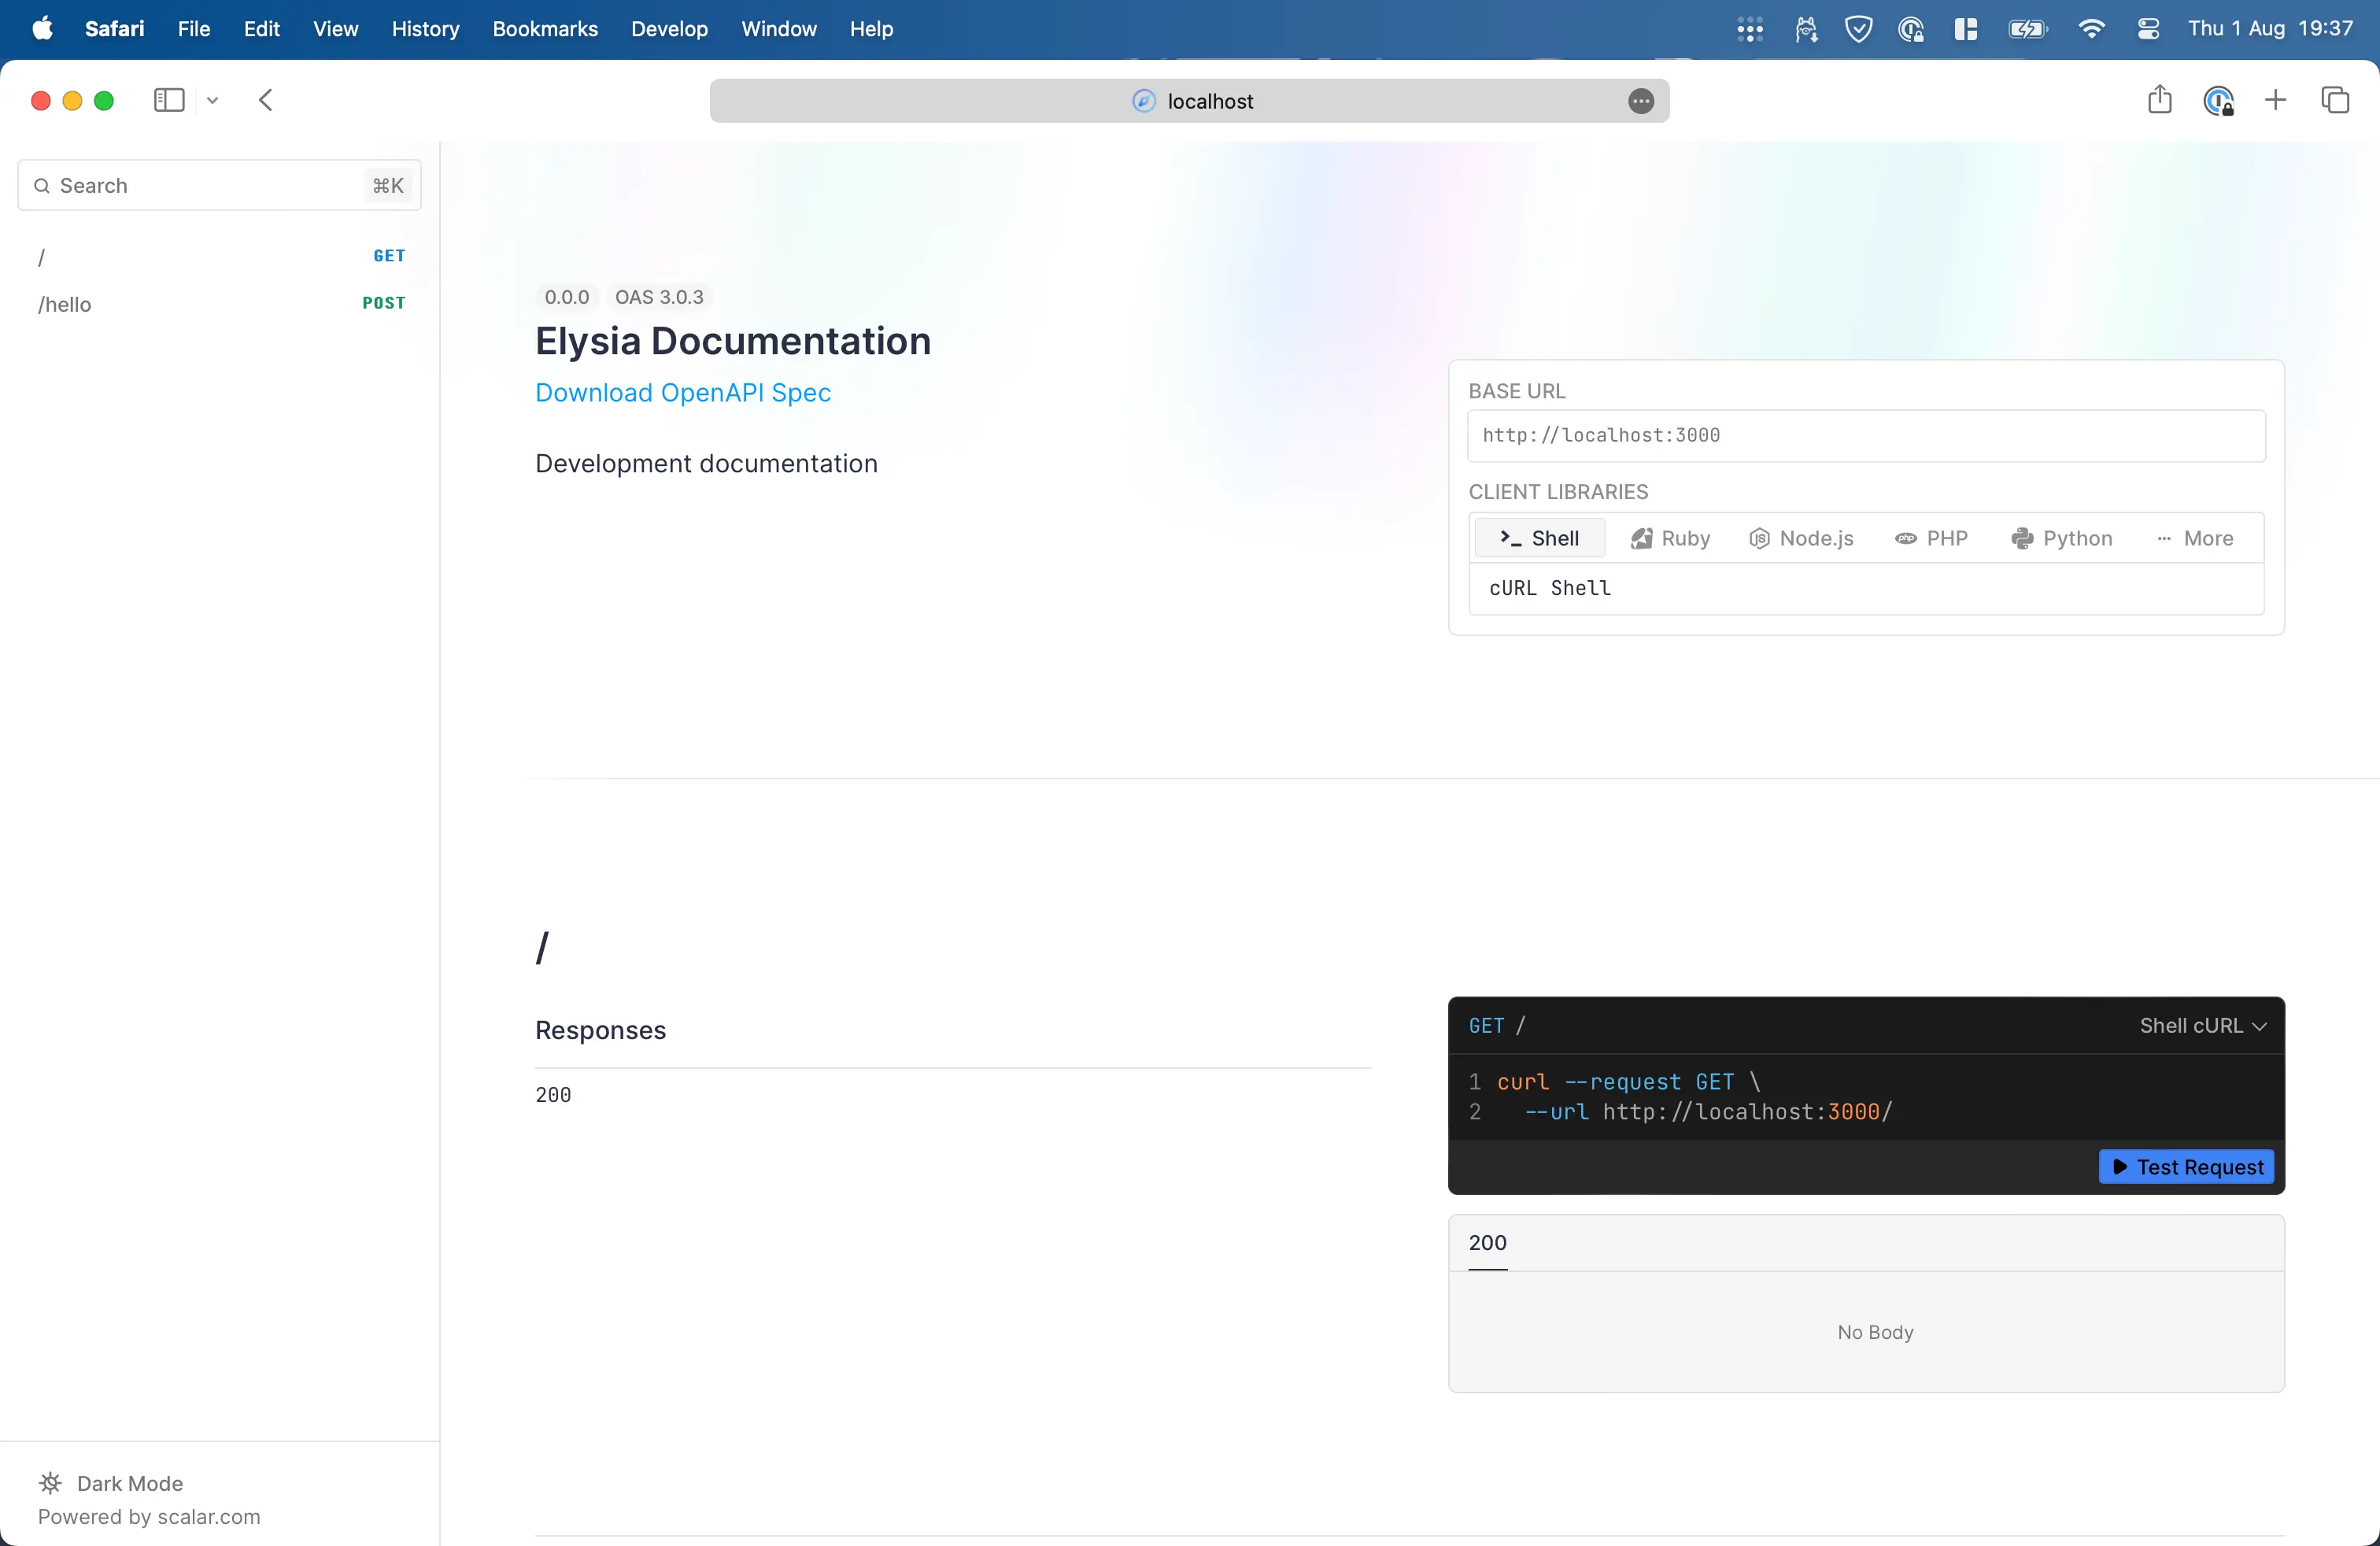 Safari File Edit View History Bookmarks Develop Window Help Thu 1 Aug 19:37
localhost
Search ⌘K
/ GET
/hello POST
0.0.0 OAS 3.0.3
Elysia Documentation
Download OpenAPI Spec
Development documentation
BASE URL
http://localhost:3000
CLIENT LIBRARIES
>_ Shell Ruby Node.js PHP Python ··· More
cURL Shell
/
Responses
200
GET / Shell cURL
1 curl --request GET \
2 --url http://localhost:3000/
Test Request
200
No Body
Dark Mode
Powered by scalar.com